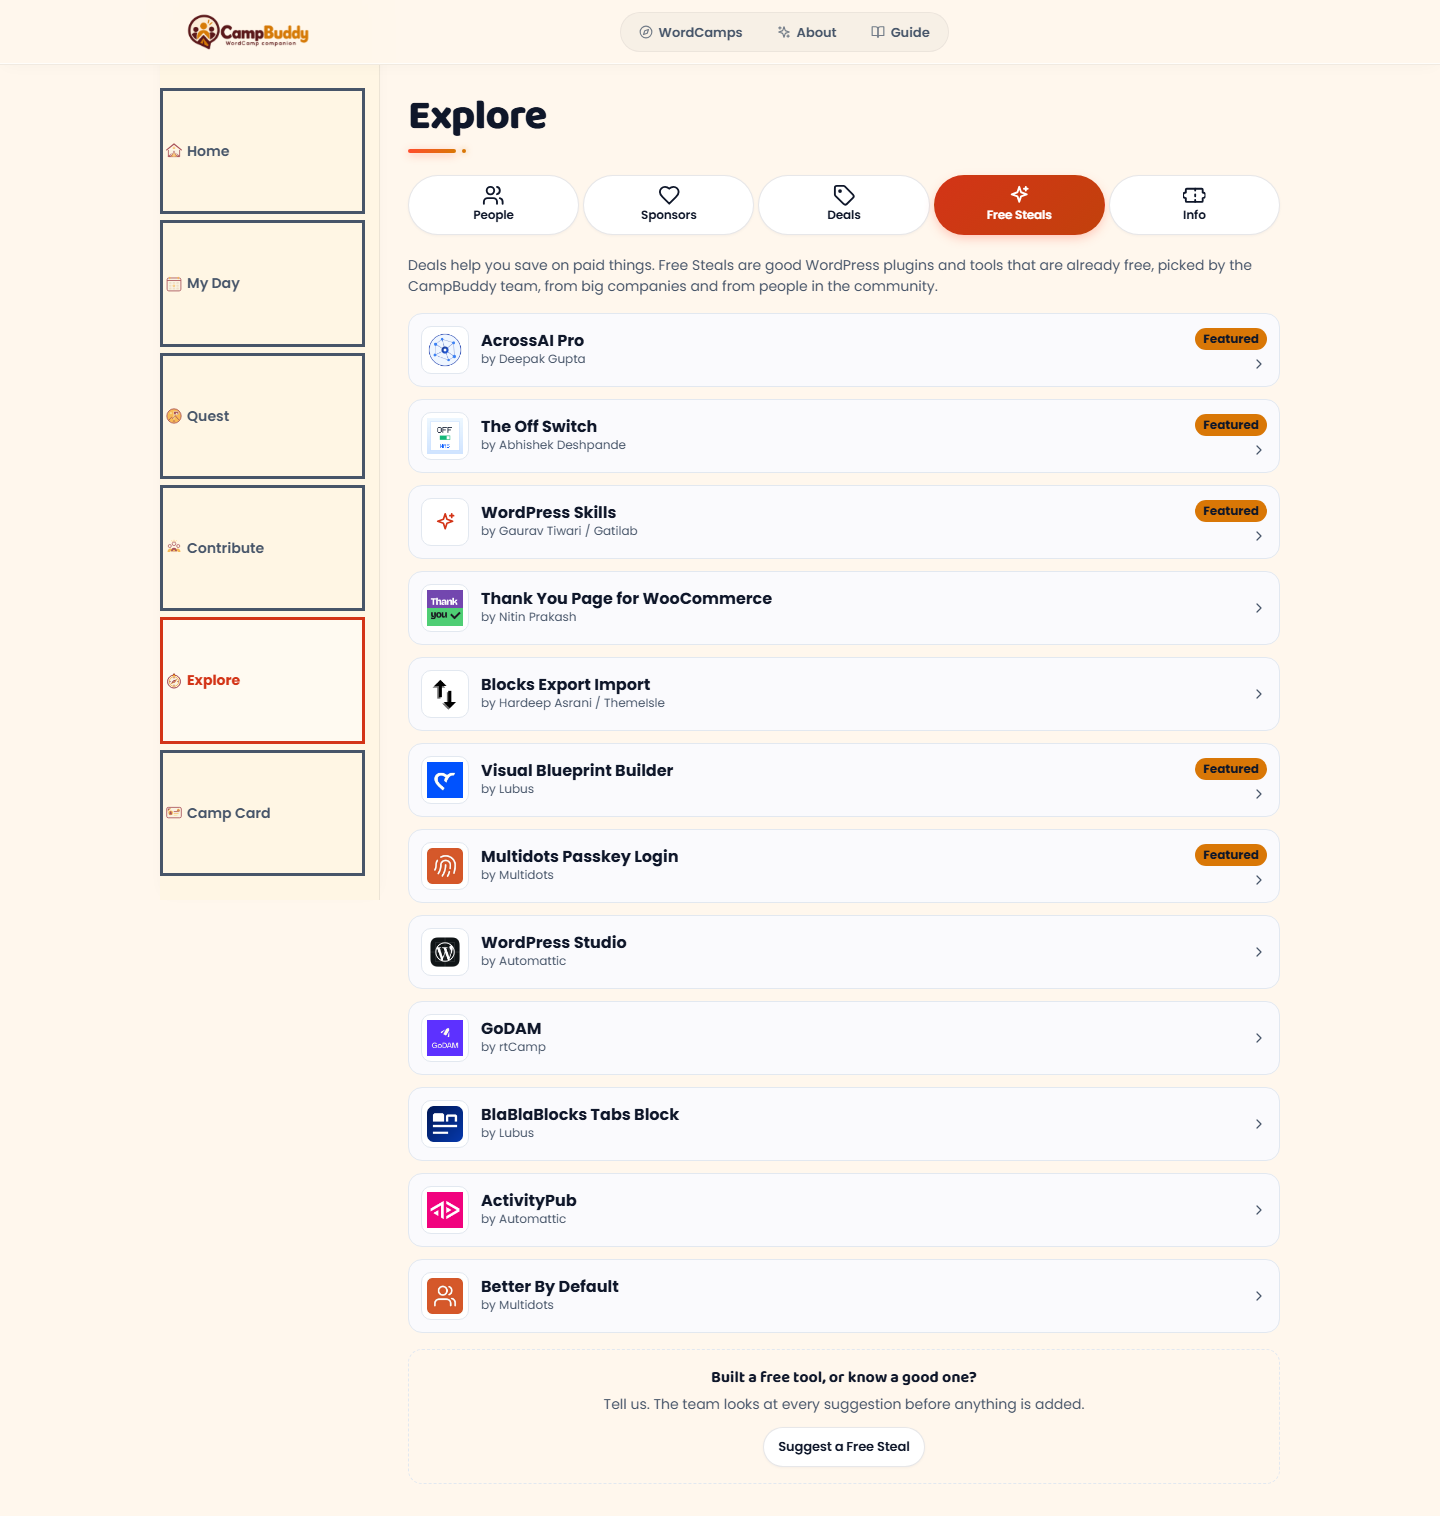 CampBuddy
WordCamp companion
WordCamps
About
Guide
Home
My Day
Quest
Contribute
Explore
Camp Card
Explore
People
Sponsors
Deals
Free Steals
Info
Deals help you save on paid things. Free Steals are good WordPress plugins and tools that are already free, picked by the
CampBuddy team, from big companies and from people in the community.
AcrossAI Pro
by Deepak Gupta
Featured
OFF
The Off Switch
by Abhishek Deshpande
Featured
WordPress Skills
by Gaurav Tiwari / Gatilab
Featured
Thank
you
Thank You Page for WooCommerce
by Nitin Prakash
Blocks Export Import
by Hardeep Asrani / ThemeIsle
Visual Blueprint Builder
by Lubus
Featured
Multidots Passkey Login
by Multidots
Featured
WordPress Studio
by Automattic
GoDAM
GoDAM
by rtCamp
BlaBlaBlocks Tabs Block
by Lubus
ActivityPub
by Automattic
Better By Default
by Multidots
Built a free tool, or know a good one?
Tell us. The team looks at every suggestion before anything is added.
Suggest a Free Steal